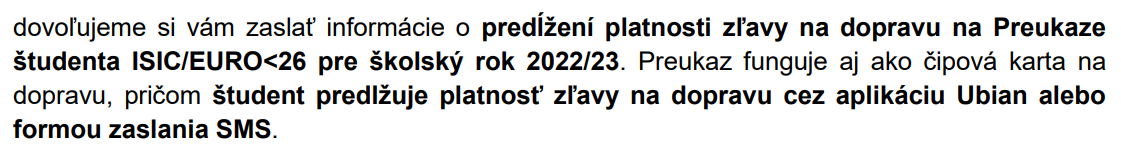 dovoľujeme si vám zaslať informácie o predĺžení platnosti zľavy na dopravu na Preukaze
študenta ISIC/EURO<26 pre školský rok 2022/23. Preukaz funguje aj ako čipová karta na
dopravu, pričom študent predlžuje platnosť zľavy na dopravu cez aplikáciu Ubian alebo
formou zaslania SMS.